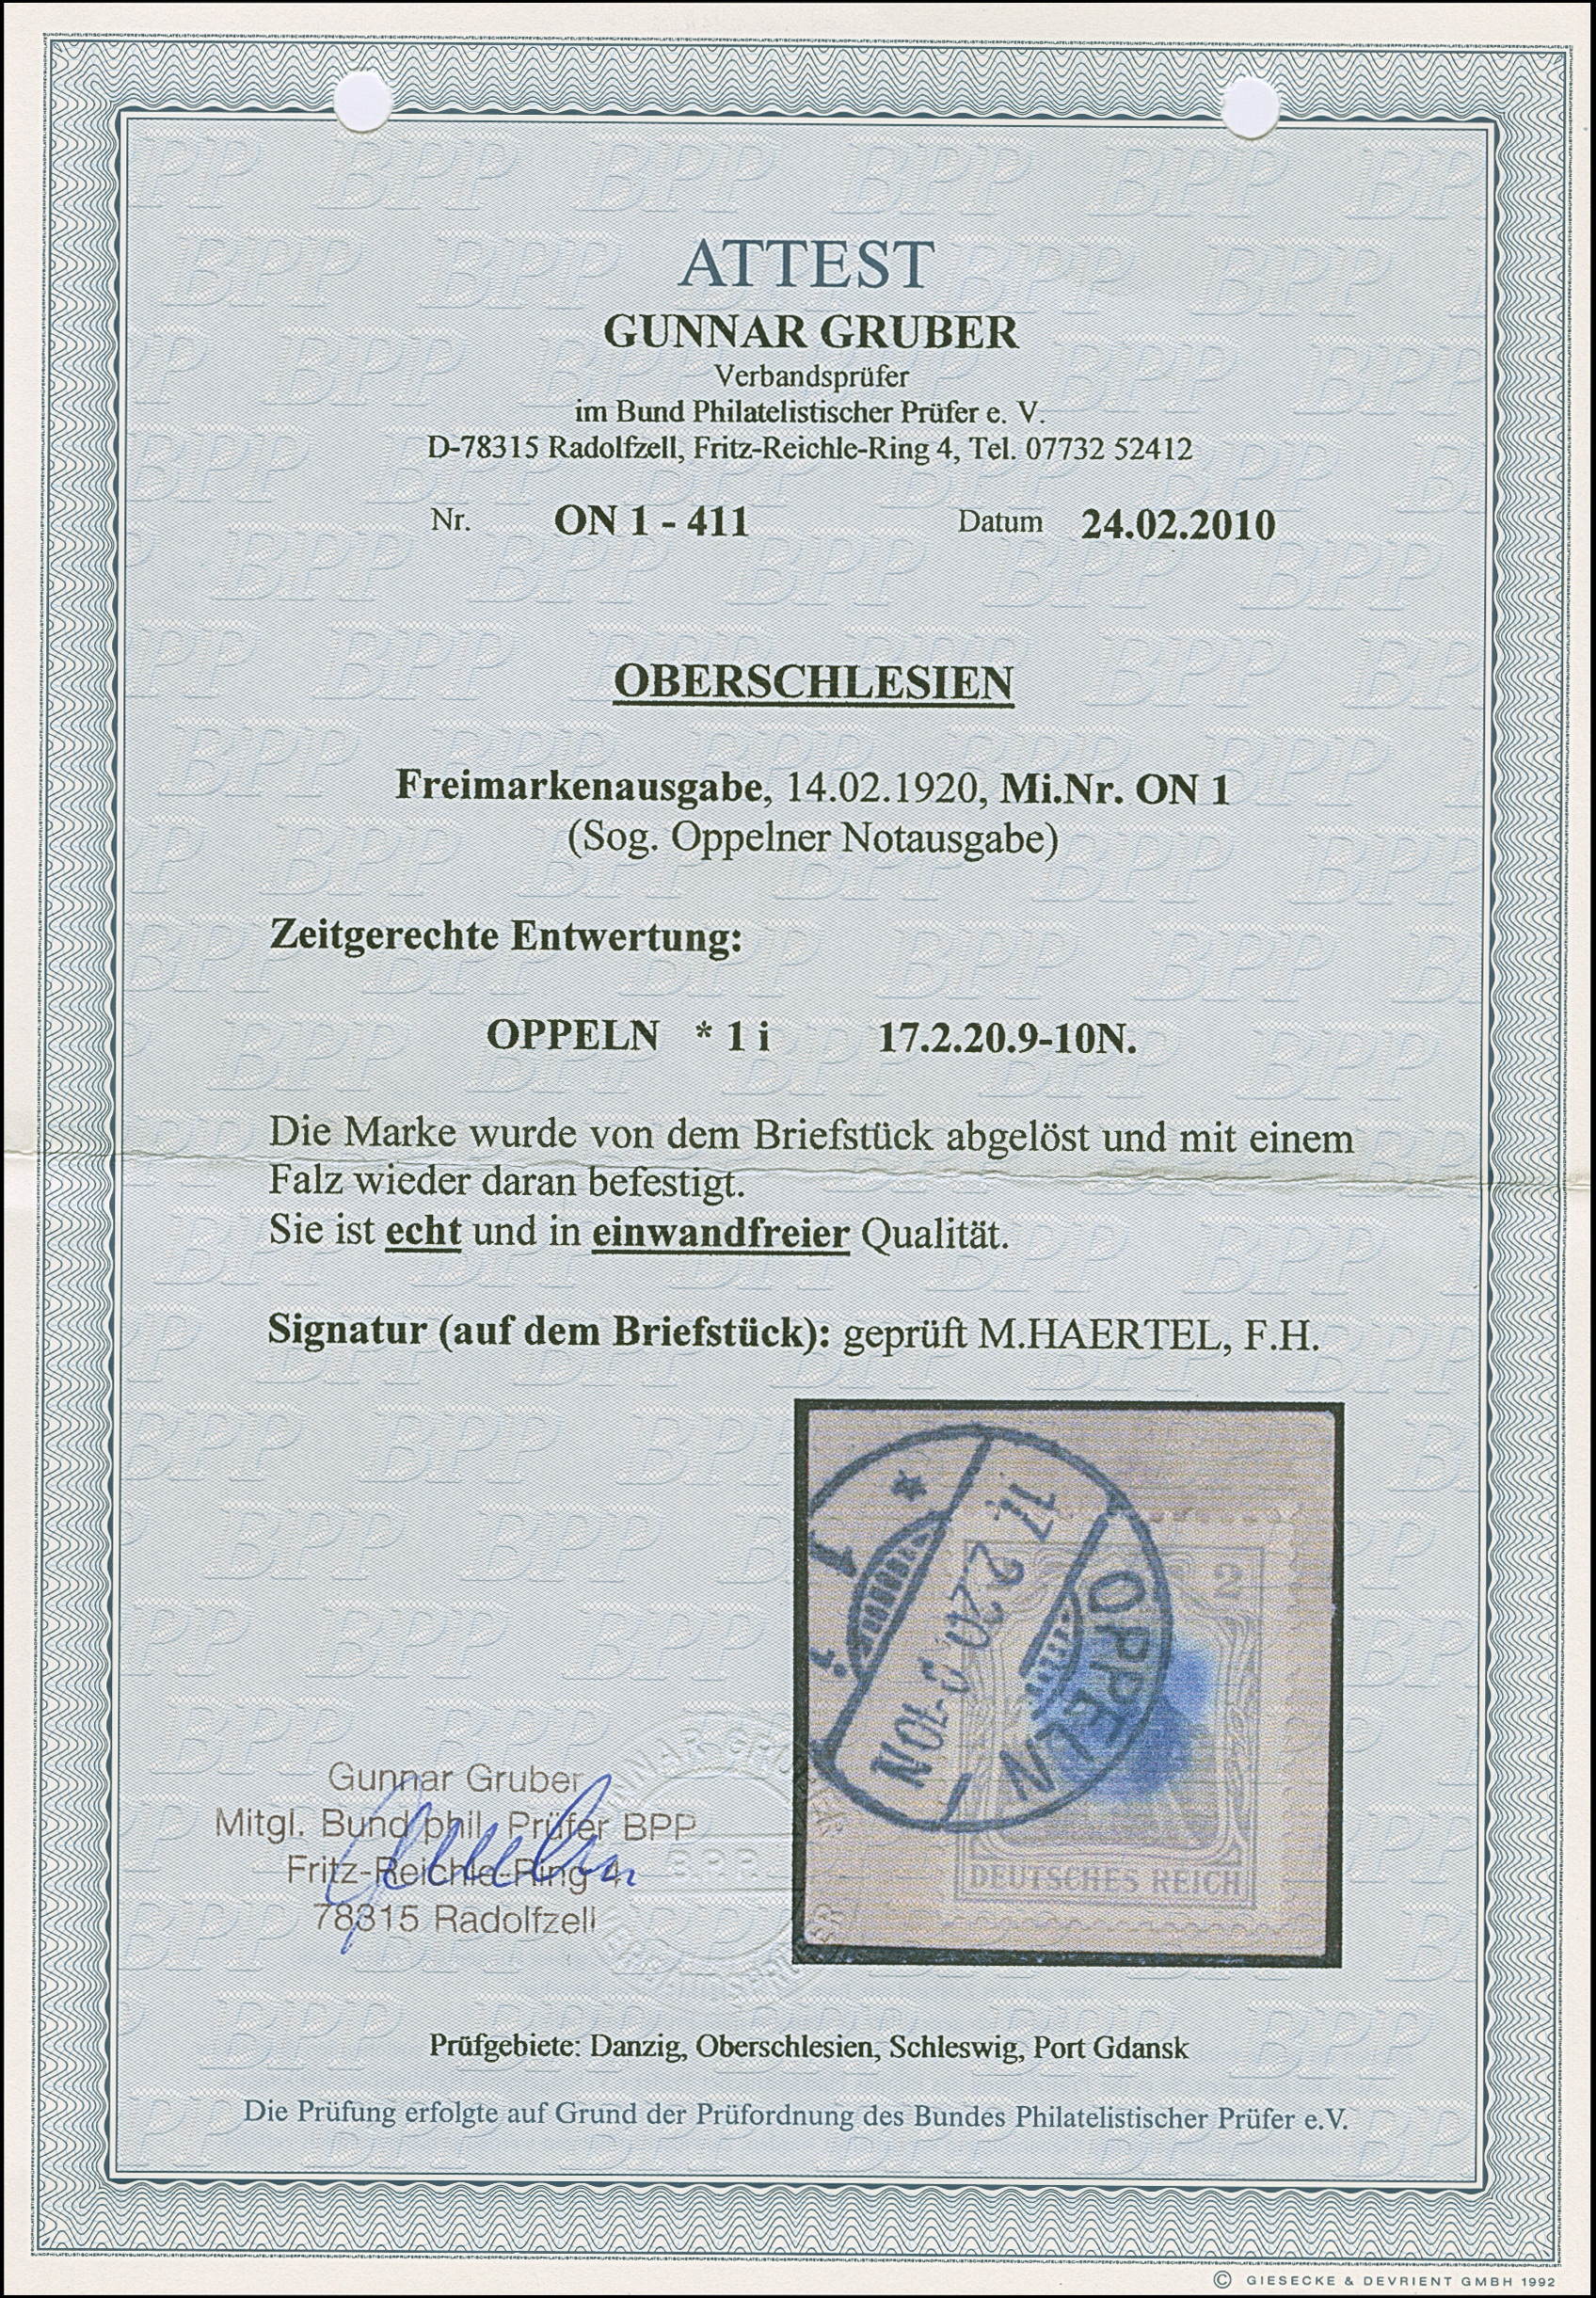 ATTEST
GUNNAR GRUBER
Verbandsprüfer
im Bund Philatelistischer Prüfer e. V.
D-78315 Radolfzell, Fritz-Reichle-Ring 4, Tel. 07732 52412
Nr. ON 1 - 411 Datum 24.02.2010
OBERSCHLESIEN
Freimarkenausgabe, 14.02.1920, Mi.Nr. ON 1
(Sog. Oppelner Notausgabe)
Zeitgerechte Entwertung:
OPPELN * 1 i 17.2.20.9-10N.
Die Marke wurde von dem Briefstück abgelöst und mit einem
Falz wieder daran befestigt.
Sie ist echt und in einwandfreier Qualität.
Signatur (auf dem Briefstück): geprüft M.HAERTEL, F.H.
* 1 i
17. 2 20 9-10N
OPPELN
2
DEUTSCHES REICH
Gunnar Gruber
Mitgl. Bund phil. Prüfer BPP
Fritz-Reichle-Ring 4
78315 Radolfzell
Prüfgebiete: Danzig, Oberschlesien, Schleswig, Port Gdansk
Die Prüfung erfolgte auf Grund der Prüfordnung des Bundes Philatelistischer Prüfer e.V.
© GIESECKE & DEVRIENT GMBH 1992